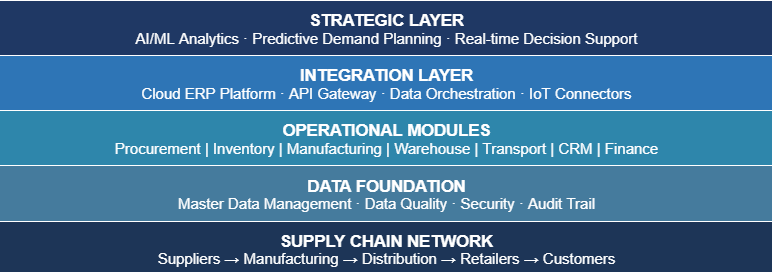 STRATEGIC LAYER
AI/ML Analytics · Predictive Demand Planning · Real-time Decision Support
INTEGRATION LAYER
Cloud ERP Platform · API Gateway · Data Orchestration · IoT Connectors
OPERATIONAL MODULES
Procurement | Inventory | Manufacturing | Warehouse | Transport | CRM | Finance
DATA FOUNDATION
Master Data Management · Data Quality · Security · Audit Trail
SUPPLY CHAIN NETWORK
Suppliers → Manufacturing → Distribution → Retailers → Customers